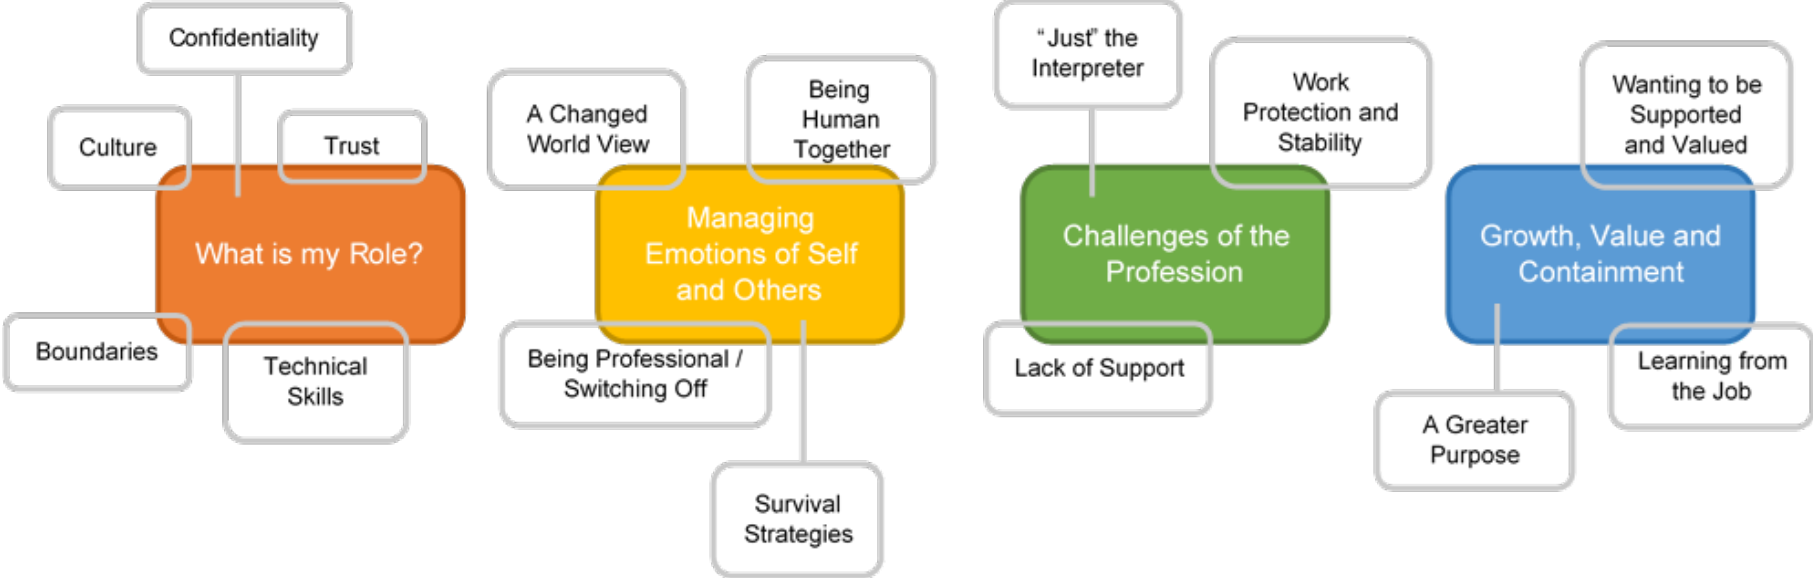 Confidentiality
Culture
Trust
What is my Role?
Boundaries
Technical
Skills
A Changed
World View
Being
Human
Together
Managing
Emotions of Self
and Others
Being Professional /
Switching Off
Survival
Strategies
“Just” the
Interpreter
Work
Protection and
Stability
Challenges of the
Profession
Lack of Support
Wanting to be
Supported
and Valued
Growth, Value and
Containment
Learning from
the Job
A Greater
Purpose